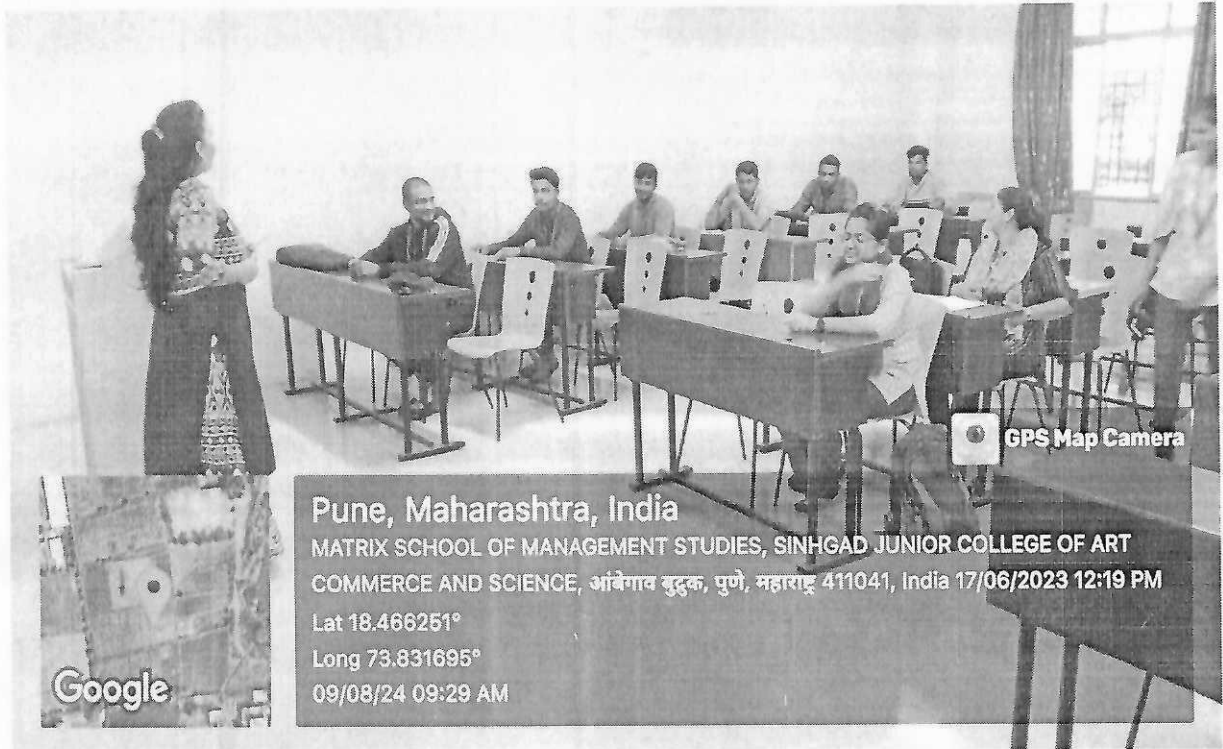 GPS Map Camera
Pune, Maharashtra, India
MATRIX SCHOOL OF MANAGEMENT STUDIES, SINHGAD JUNIOR COLLEGE OF ART
COMMERCE AND SCIENCE, आंबेगाव बुद्रुक, पुणे, महाराष्ट्र 411041, India 17/06/2023 12:19 PM
Lat 18.466251°
Long 73.831695°
09/08/24 09:29 AM
Google